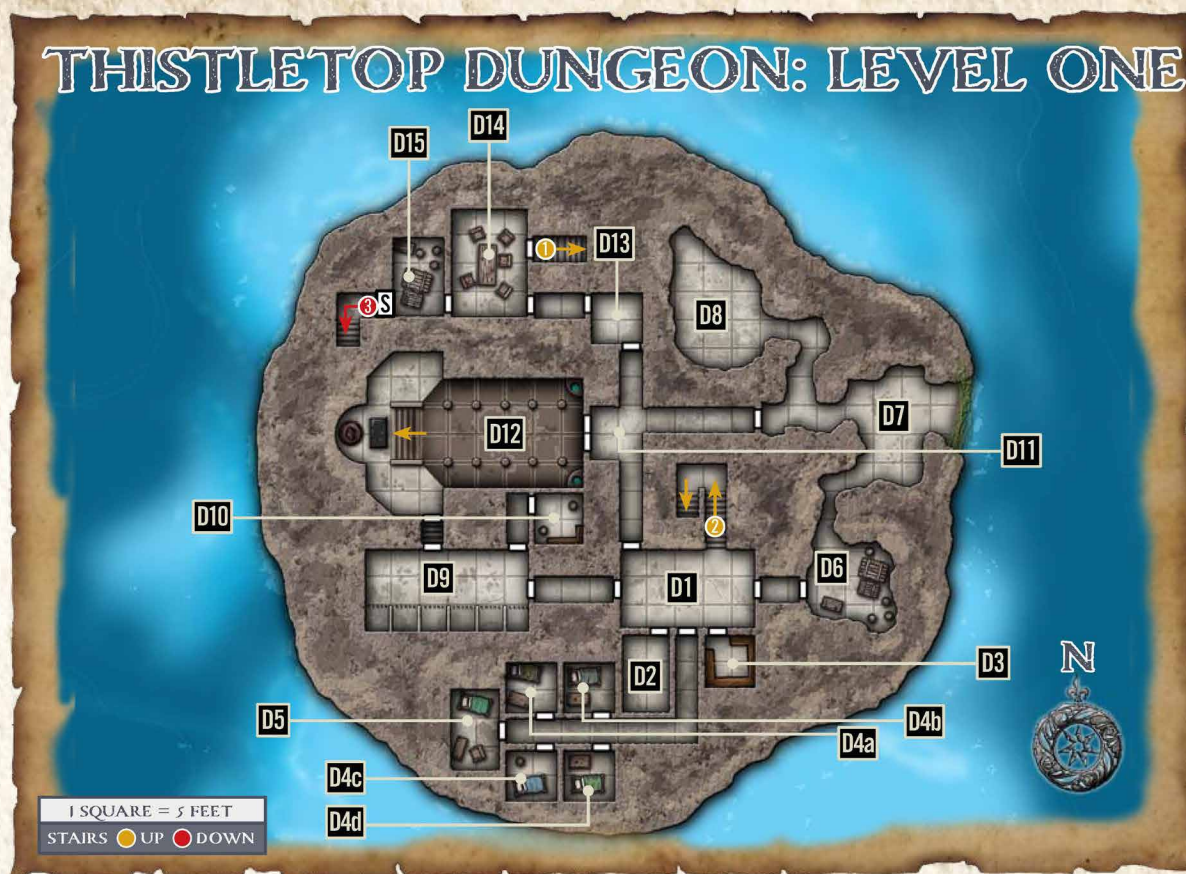 THISTLETOP DUNGEON: LEVEL ONE
D14
D15
1
D13
3 S
D8
D7
D12
D11
D10
2
D6
D9
D1
D2
D3
N
D5
D4b
D4a
D4c
D4d
1 SQUARE = 5 FEET
STAIRS UP DOWN